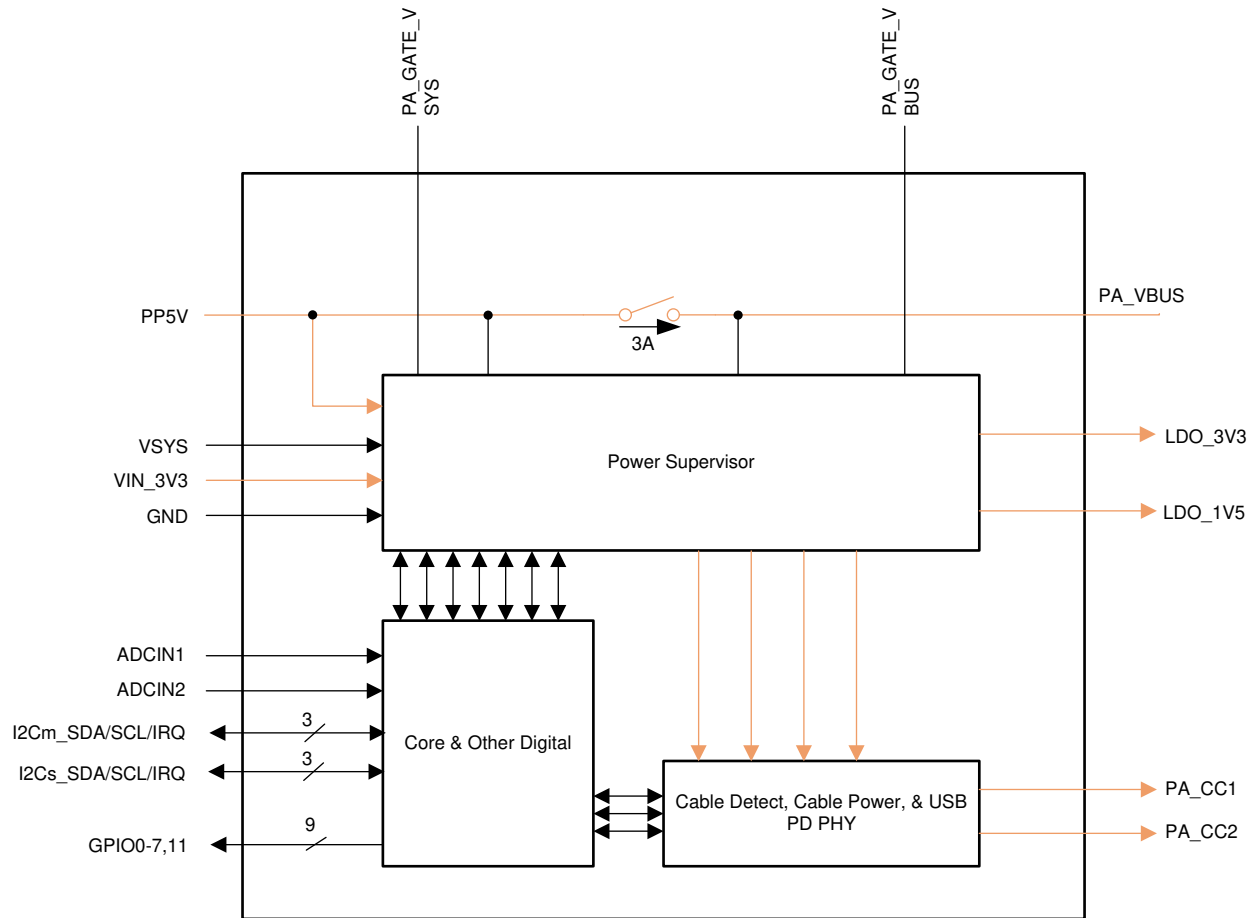 PA_GATE_V
SYS
PA_GATE_V
BUS
PP5V
PA_VBUS
3A
VSYS
VIN_3V3
GND
Power Supervisor
LDO_3V3
LDO_1V5
ADCIN1
ADCIN2
I2Cm_SDA/SCL/IRQ
3
I2Cs_SDA/SCL/IRQ
3
GPIO0-7,11
9
Core & Other Digital
Cable Detect, Cable Power, & USB
PD PHY
PA_CC1
PA_CC2